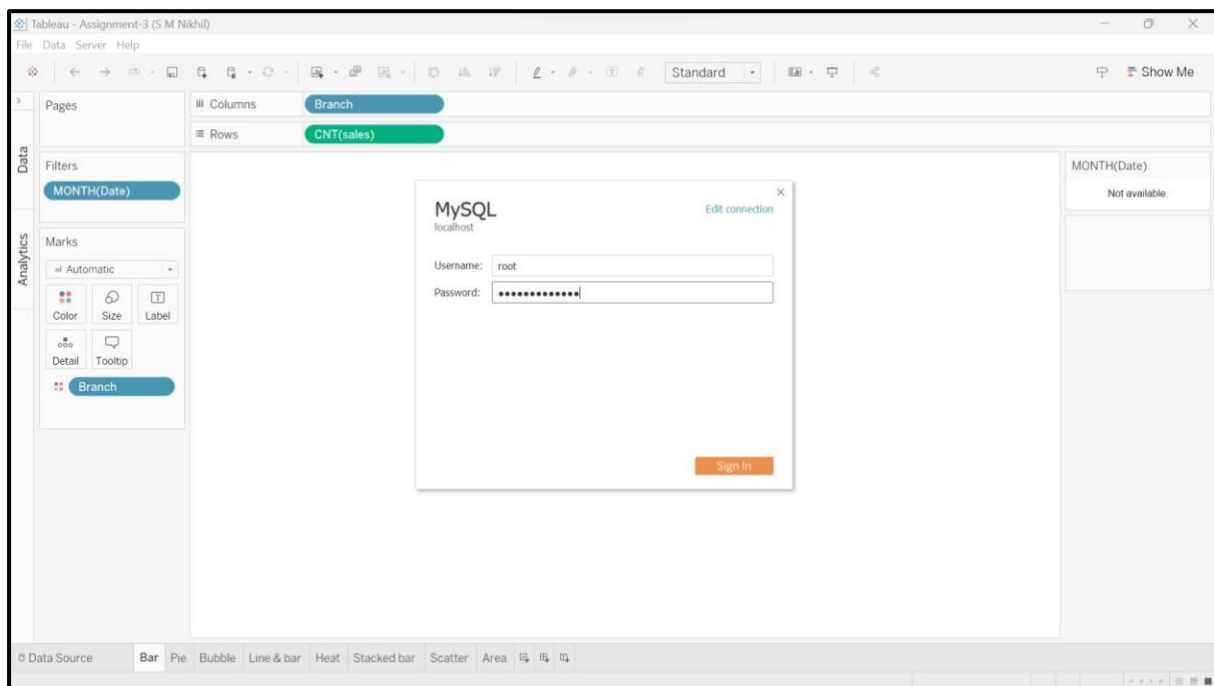 Tableau - Assignment-3 (S M Nikhil)
File Data Server Help
Standard
Show Me
Pages
Columns
Branch
Rows
CNT(sales)
Data
Filters
MONTH(Date)
MONTH(Date)
Not available.
MySQL
localhost
Edit connection
Username: root
Password: •••••••••••••
Sign In
Analytics
Marks
Automatic
Color Size Label
Detail Tooltip
Branch
Data Source Bar Pie Bubble Line & bar Heat Stacked bar Scatter Area